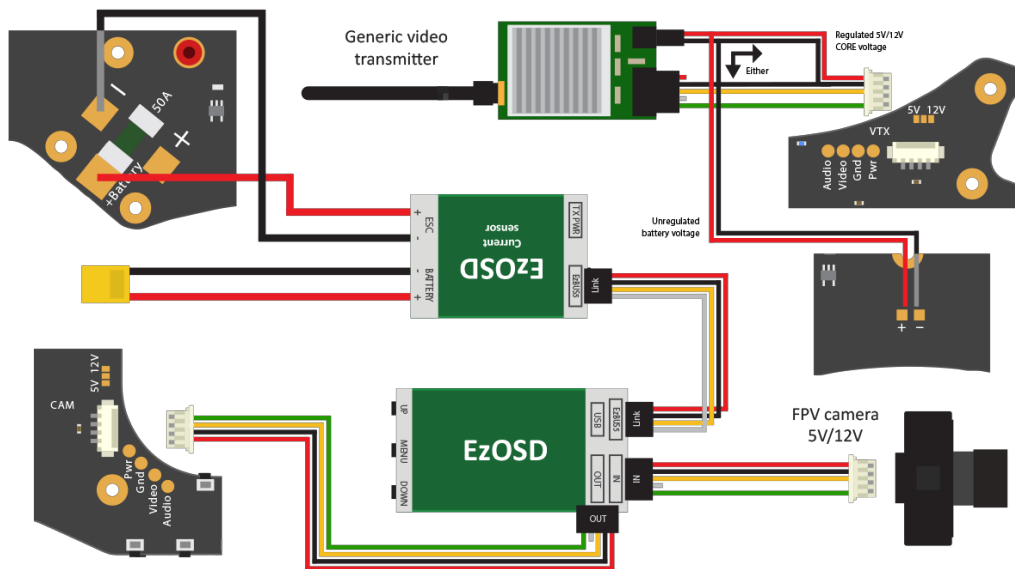 Generic video
transmitter
Regulated 5V/12V
CORE voltage
Either
−
50A
+
+Battery
5V 12V
VTX
Audio
Video
Gnd
Pwr
Unregulated
battery voltage
+ −
+
ESC
-
-
BATTERY
+
Current
sensor
EzOSD
TX PWR
EzBUS5
Link
5V 12V
CAM
Pwr
Gnd
Video
Audio
UP
MENU
DOWN
EzOSD
USB
EzBUS5
Link
OUT
IN
IN
OUT
FPV camera
5V/12V